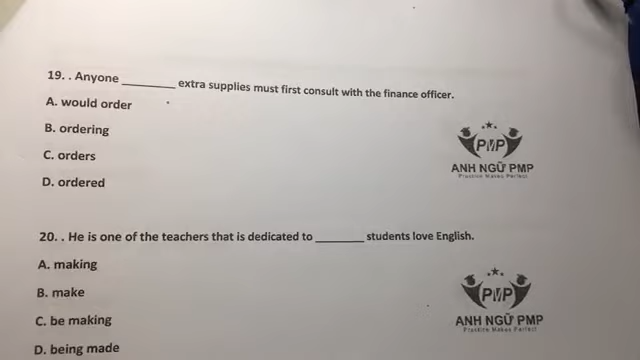 19. . Anyone ________ extra supplies must first consult with the finance officer.
A. would order
B. ordering
C. orders
D. ordered
PMP
ANH NGỮ PMP
Practice Makes Perfect
20. . He is one of the teachers that is dedicated to ________ students love English.
A. making
B. make
C. be making
D. being made
PMP
ANH NGỮ PMP
Practice Makes Perfect